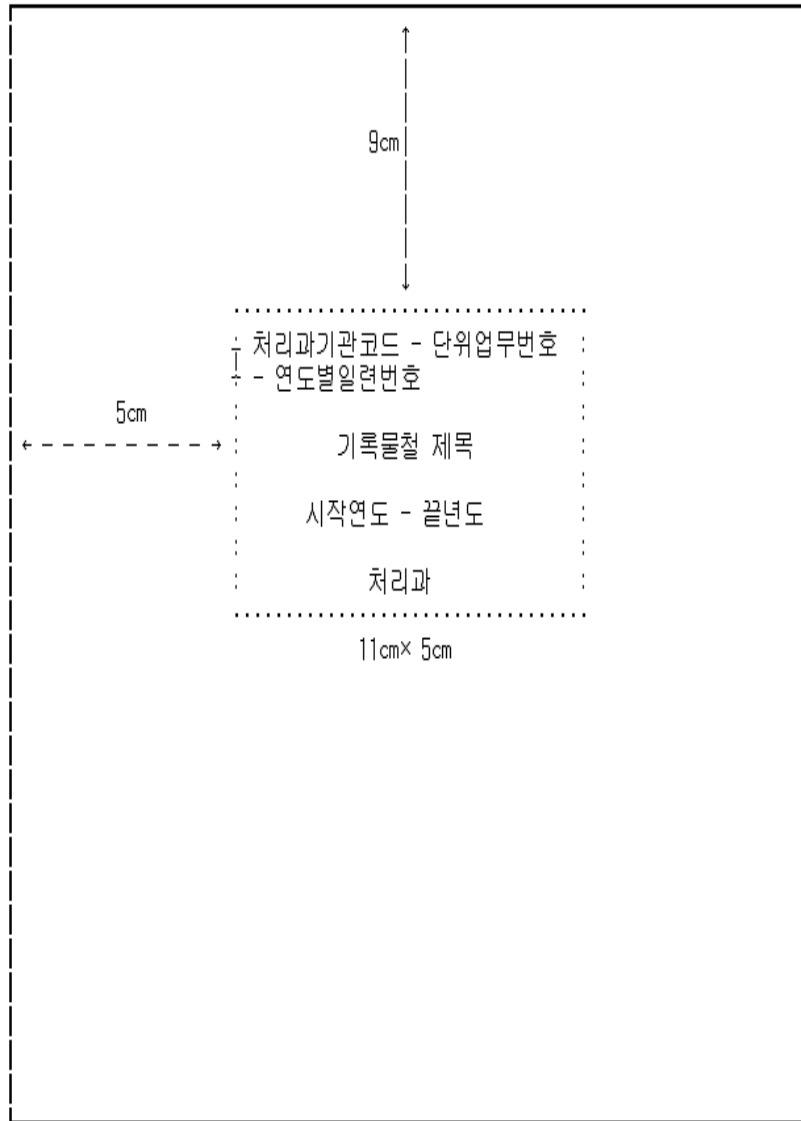 9cm
처리과기관코드 - 단위업무번호
- 연도별일련번호
5cm
기록물철 제목
시작연도 - 끝년도
처리과
11cm× 5cm